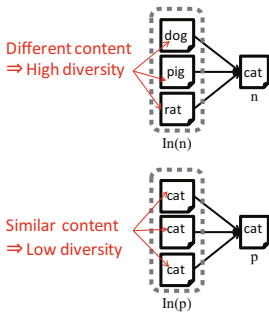 dog
Different content
⇒ High diversity
pig
cat
n
rat
In(n)
cat
Similar content
⇒ Low diversity
cat
cat
p
cat
In(p)